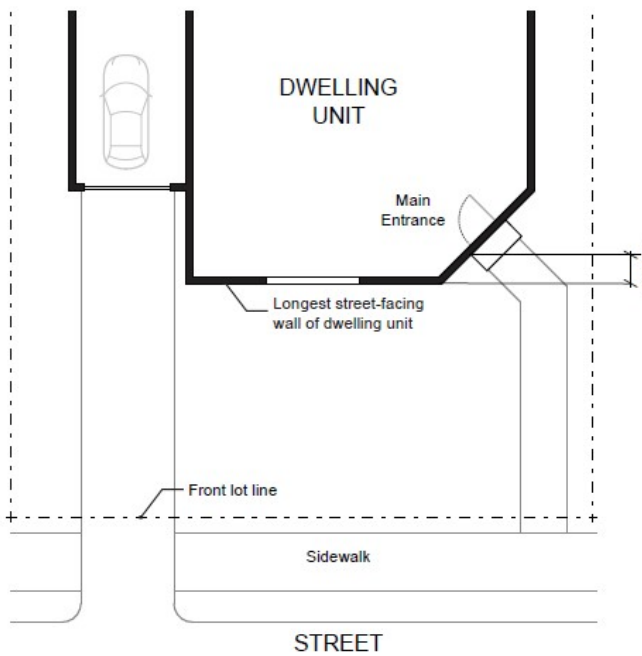 DWELLING
UNIT
Main
Entrance
Longest street-facing
wall of dwelling unit
Front lot line
Sidewalk
STREET